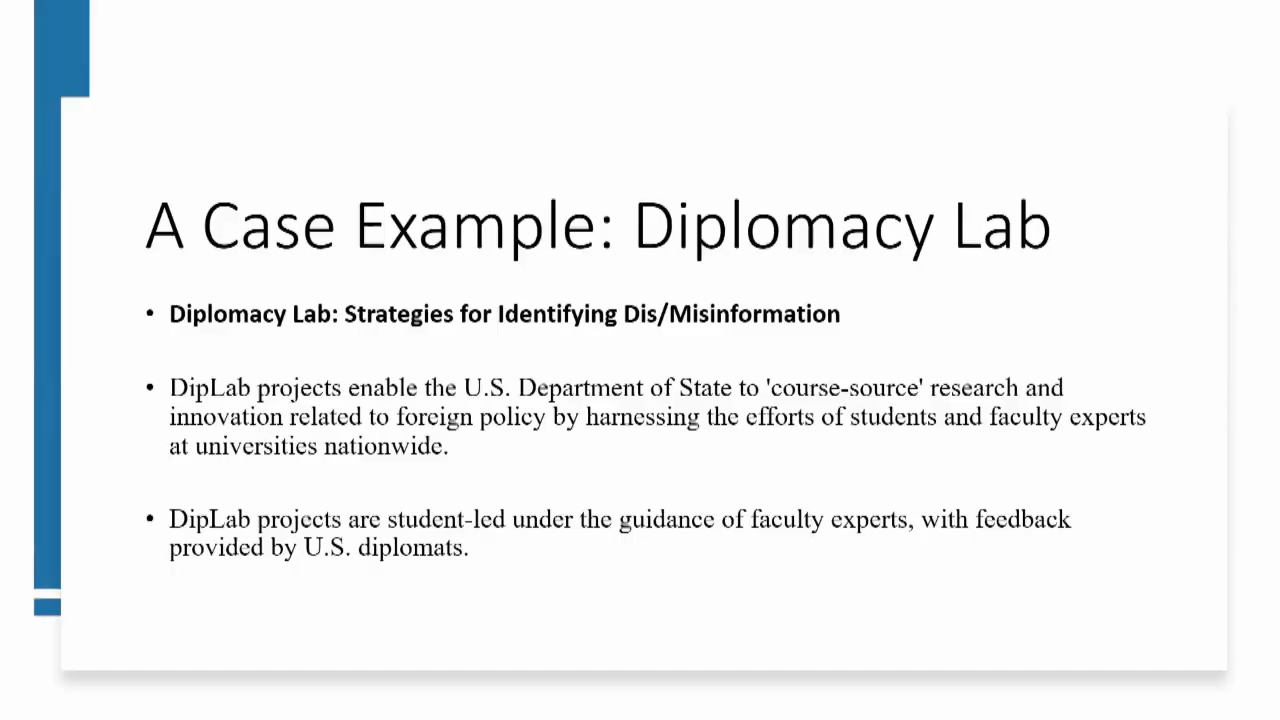 A Case Example: Diplomacy Lab
• Diplomacy Lab: Strategies for Identifying Dis/Misinformation
• DipLab projects enable the U.S. Department of State to 'course-source' research and
innovation related to foreign policy by harnessing the efforts of students and faculty experts
at universities nationwide.
• DipLab projects are student-led under the guidance of faculty experts, with feedback
provided by U.S. diplomats.